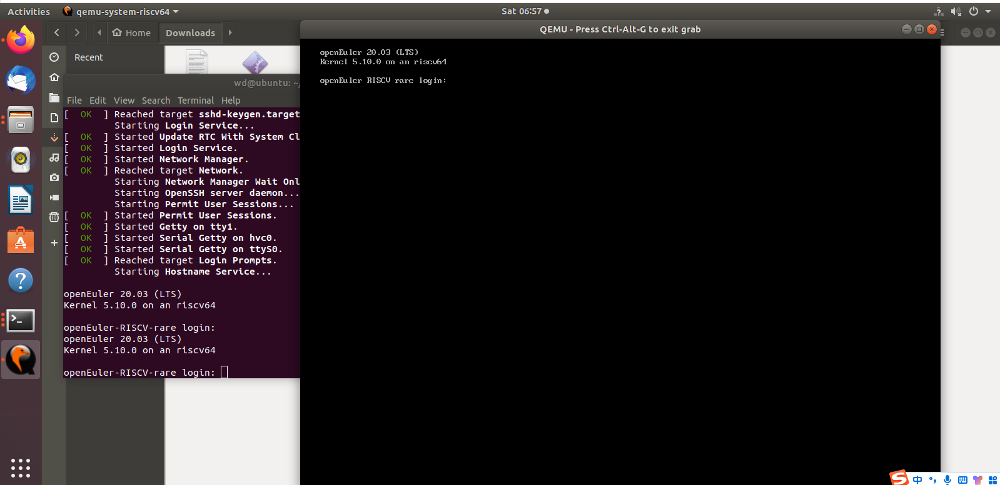 Activities
qemu-system-riscv64
Sat 06:57
Home
Downloads
QEMU - Press Ctrl-Alt-G to exit grab
Recent
wd@ubuntu: ~/
File Edit View Search Terminal Help
[ OK ] Reached target sshd-keygen.target
Starting Login Service...
[ OK ] Started Update RTC With System Cl
[ OK ] Started Login Service.
[ OK ] Started Network Manager.
[ OK ] Reached target Network.
Starting Network Manager Wait Onl
Starting OpenSSH server daemon...
Starting Permit User Sessions...
[ OK ] Started Permit User Sessions.
[ OK ] Started Getty on tty1.
[ OK ] Started Serial Getty on hvc0.
[ OK ] Started Serial Getty on ttyS0.
[ OK ] Reached target Login Prompts.
Starting Hostname Service...
openEuler 20.03 (LTS)
Kernel 5.10.0 on an riscv64
openEuler-RISCV-rare login:
openEuler 20.03 (LTS)
Kernel 5.10.0 on an riscv64
openEuler-RISCV-rare login:
openEuler 20.03 (LTS)
Kernel 5.10.0 on an riscv64
openEuler RISCV rare login:
中